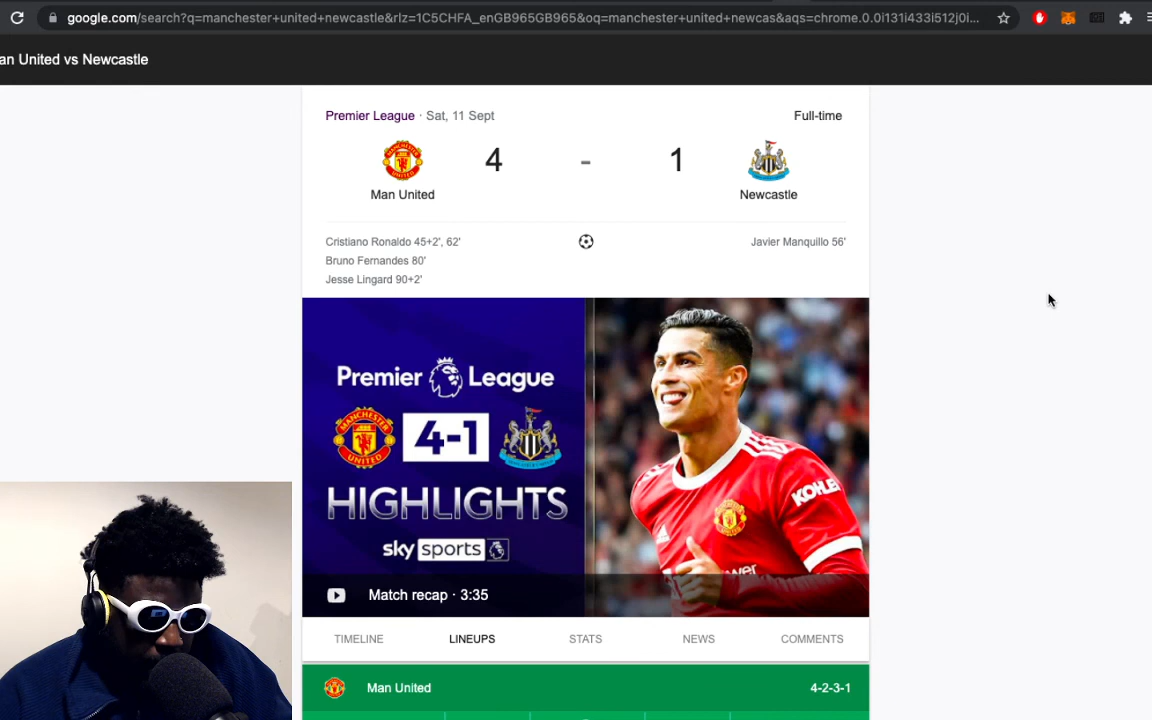 google.com/search?q=manchester+united+newcastle&rlz=1C5CHFA_enGB965GB965&oq=manchester+united+newcas&aqs=chrome.0.0i131i433i512j0i...
an United vs Newcastle
Premier League · Sat, 11 Sept
Full-time
4 - 1
Man United
Newcastle
Cristiano Ronaldo 45+2', 62'
Javier Manquillo 56'
Bruno Fernandes 80'
Jesse Lingard 90+2'
Premier League
4-1
HIGHLIGHTS
sky sports
KOHLER
Match recap · 3:35
TIMELINE LINEUPS STATS NEWS COMMENTS
Man United
4-2-3-1